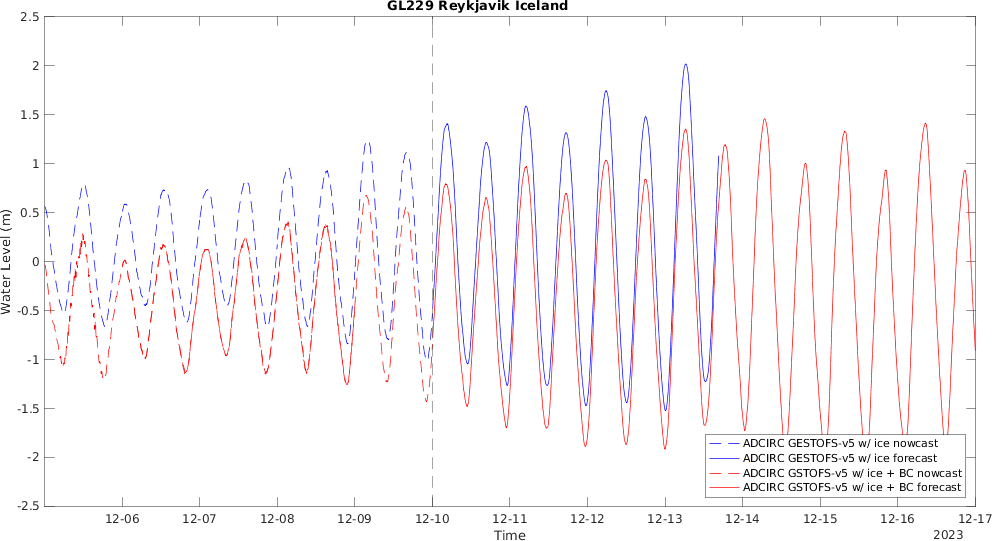 GL229 Reykjavik Iceland
Water Level (m)
2.5
2
1.5
1
0.5
0
-0.5
-1
-1.5
-2
-2.5
ADCIRC GESTOFS-v5 w/ ice nowcast
ADCIRC GESTOFS-v5 w/ ice forecast
ADCIRC GSTOFS-v5 w/ ice + BC nowcast
ADCIRC GSTOFS-v5 w/ ice + BC forecast
12-06 12-07 12-08 12-09 12-10 12-11 12-12 12-13 12-14 12-15 12-16 12-17
Time
2023